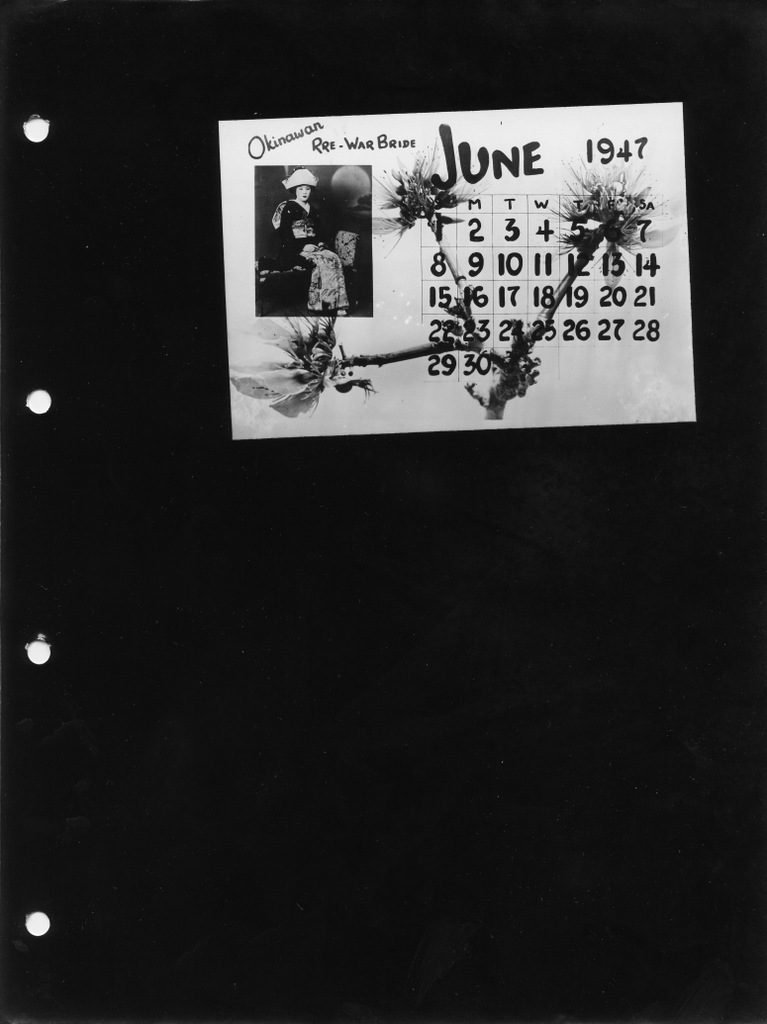 Okinawan
PRE-WAR BRIDE
JUNE 1947
S M T W T F SA
1 2 3 4 5 6 7
8 9 10 11 12 13 14
15 16 17 18 19 20 21
22 23 24 25 26 27 28
29 30